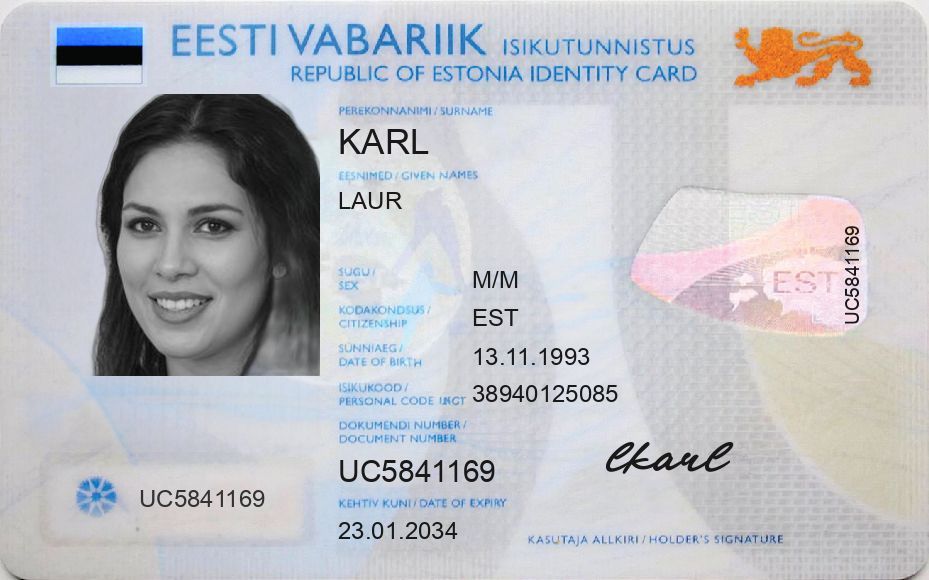 EESTI VABARIIK ISIKUTUNNISTUS
REPUBLIC OF ESTONIA IDENTITY CARD
PEREKONNANIMI / SURNAME
KARL
EESNIMED / GIVEN NAMES
LAUR
SUGU /
SEX
M/M
KODAKONDSUS /
CITIZENSHIP
EST
SÜNNIAEG /
DATE OF BIRTH
13.11.1993
ISIKUKOOD /
PERSONAL CODE
38940125085
DOKUMENDI NUMBER /
DOCUMENT NUMBER
UC5841169
KEHTIV KUNI / DATE OF EXPIRY
23.01.2034
UC5841169
EST
UC5841169
lkarl
KASUTAJA ALLKIRI / HOLDER'S SIGNATURE